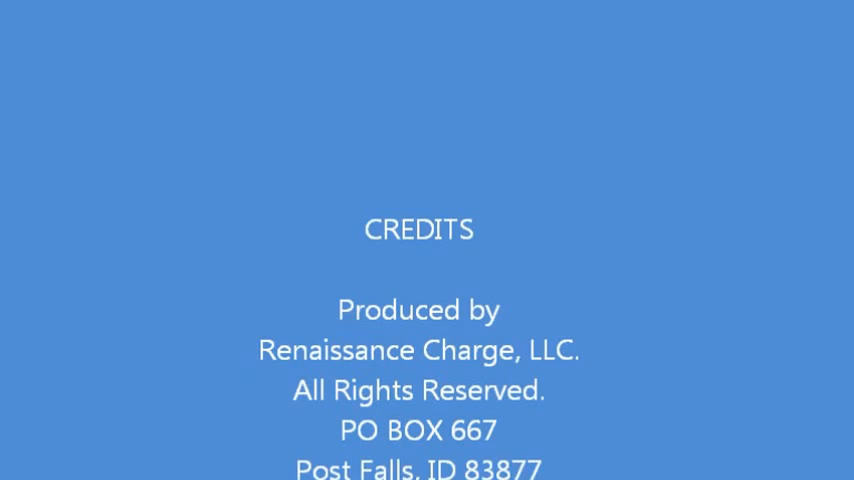 CREDITS
Produced by
Renaissance Charge, LLC.
All Rights Reserved.
PO BOX 667
Post Falls, ID 83877